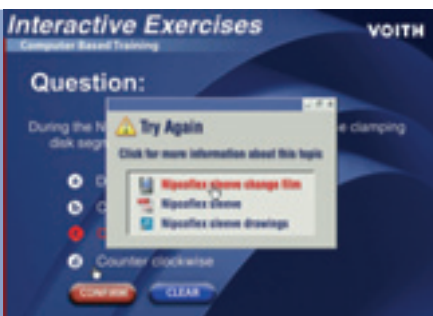 Interactive Exercises
VOITH
Computer Based Training
Question:
During the N
e clamping
disk seg
Try Again
Click for more information about this topic
Nipcoflex sleeve change film
Nipcoflex sleeve
Nipcoflex sleeve drawings
a D
b C
c C
d Counter clockwise
CONFIRM
CLEAR